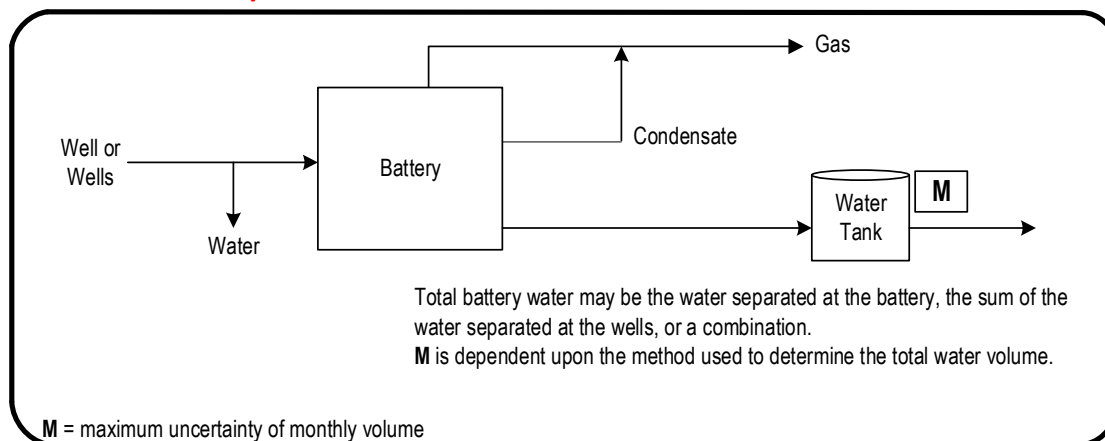 Gas
Condensate
Well or
Wells
Battery
Water
Water
Tank
M
Total battery water may be the water separated at the battery, the sum of the
water separated at the wells, or a combination.
M is dependent upon the method used to determine the total water volume.
M = maximum uncertainty of monthly volume